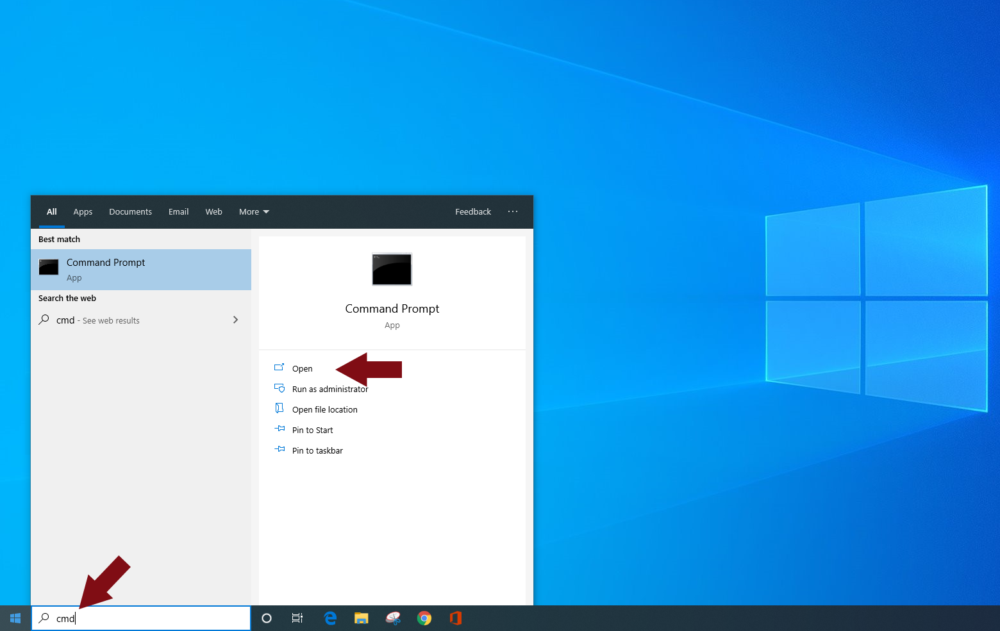 All Apps Documents Email Web More Feedback ...
Best match
Command Prompt
App
Search the web
cmd - See web results
Command Prompt
App
Open
Run as administrator
Open file location
Pin to Start
Pin to taskbar
cmd